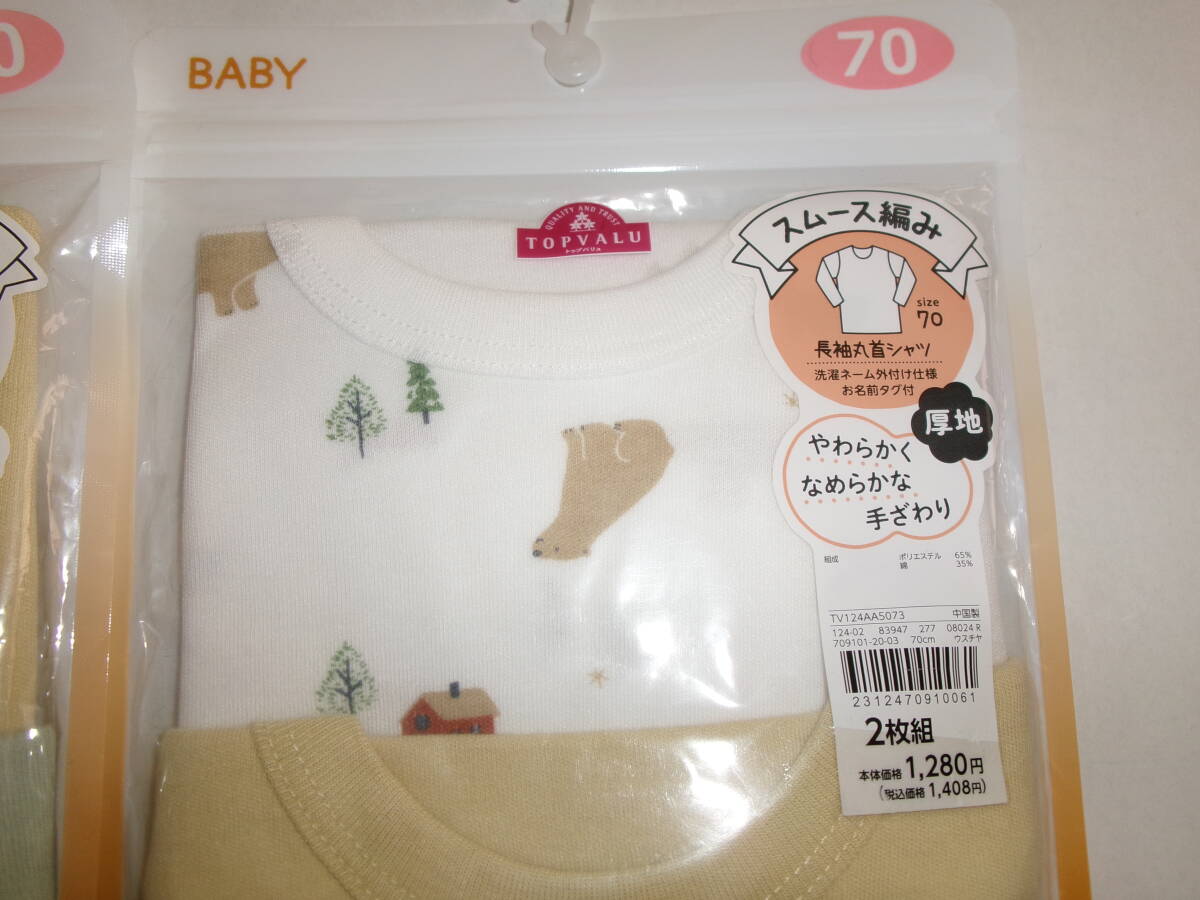 0
BABY
70
QUALITY AND TRUST
TOPVALU
トップバリュ
スムース編み
size
70
長袖丸首シャツ
洗濯ネーム外付け仕様
お名前タグ付
厚地
やわらかく
なめらかな
手ざわり
組成 ポリエステル 65%
綿 35%
TV124AA5073 中国製
124-02 83947 277 08024 R
709101-20-03 70cm ウスチヤ
2312470910061
2枚組
本体価格 1,280円
(税込価格 1,408円)